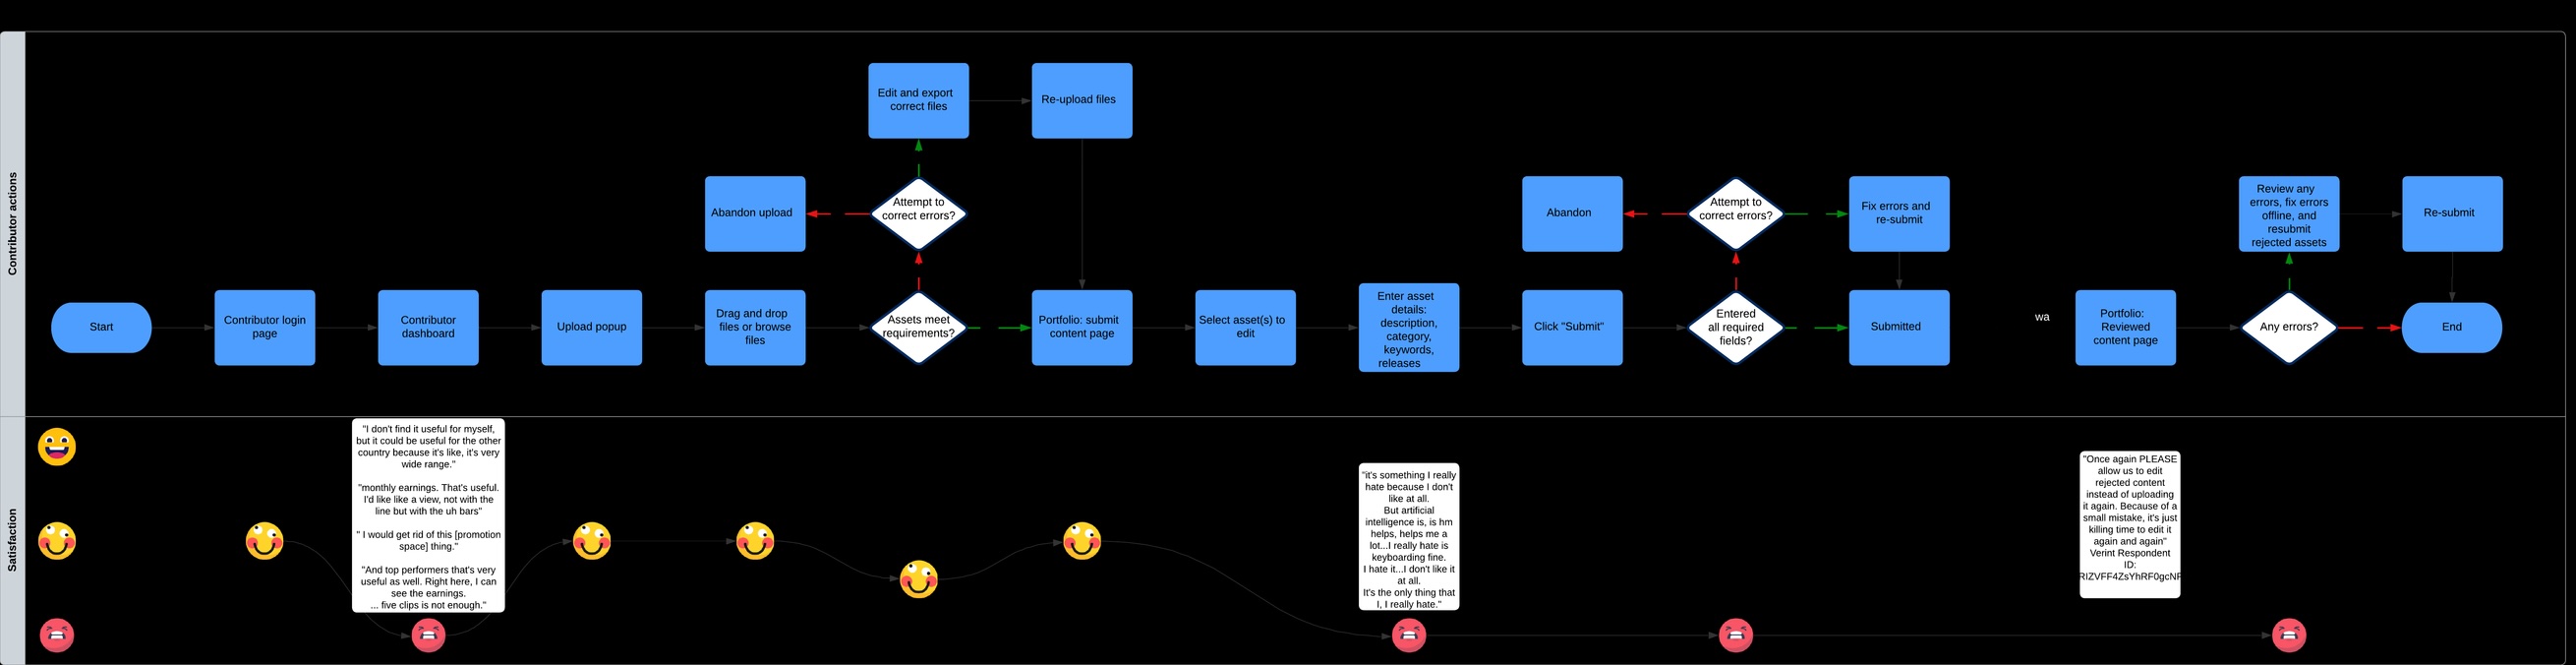 Contributor actions
Edit and export
correct files
Re-upload files
Abandon upload
Attempt to
correct errors?
Abandon
Attempt to
correct errors?
Fix errors and
re-submit
Review any
errors, fix errors
offline, and
resubmit
rejected assets
Re-submit
Start
Contributor login
page
Contributor
dashboard
Upload popup
Drag and drop
files or browse
files
Assets meet
requirements?
Portfolio: submit
content page
Select asset(s) to
edit
Enter asset
details:
description,
category,
keywords,
releases
Click "Submit"
Entered
all required
fields?
Submitted
wa
Portfolio:
Reviewed
content page
Any errors?
End
Satisfaction
"I don't find it useful for myself,
but it could be useful for the other
country because it's like, it's very
wide range."
"monthly earnings. That's useful.
I'd like like a view, not with the
line but with the uh bars"
" I would get rid of this [promotion
space] thing."
"And top performers that's very
useful as well. Right here, I can
see the earnings.
... five clips is not enough."
"it's something I really
hate because I don't
like at all.
But artificial
intelligence is, is hm
helps, helps me a
lot...I really hate is
keyboarding fine.
I hate it...I don't like it
at all.
It's the only thing that
I, I really hate."
"Once again PLEASE
allow us to edit
rejected content
instead of uploading
it again. Because of a
small mistake, it's just
killing time to edit it
again and again"
Verint Respondent
ID: